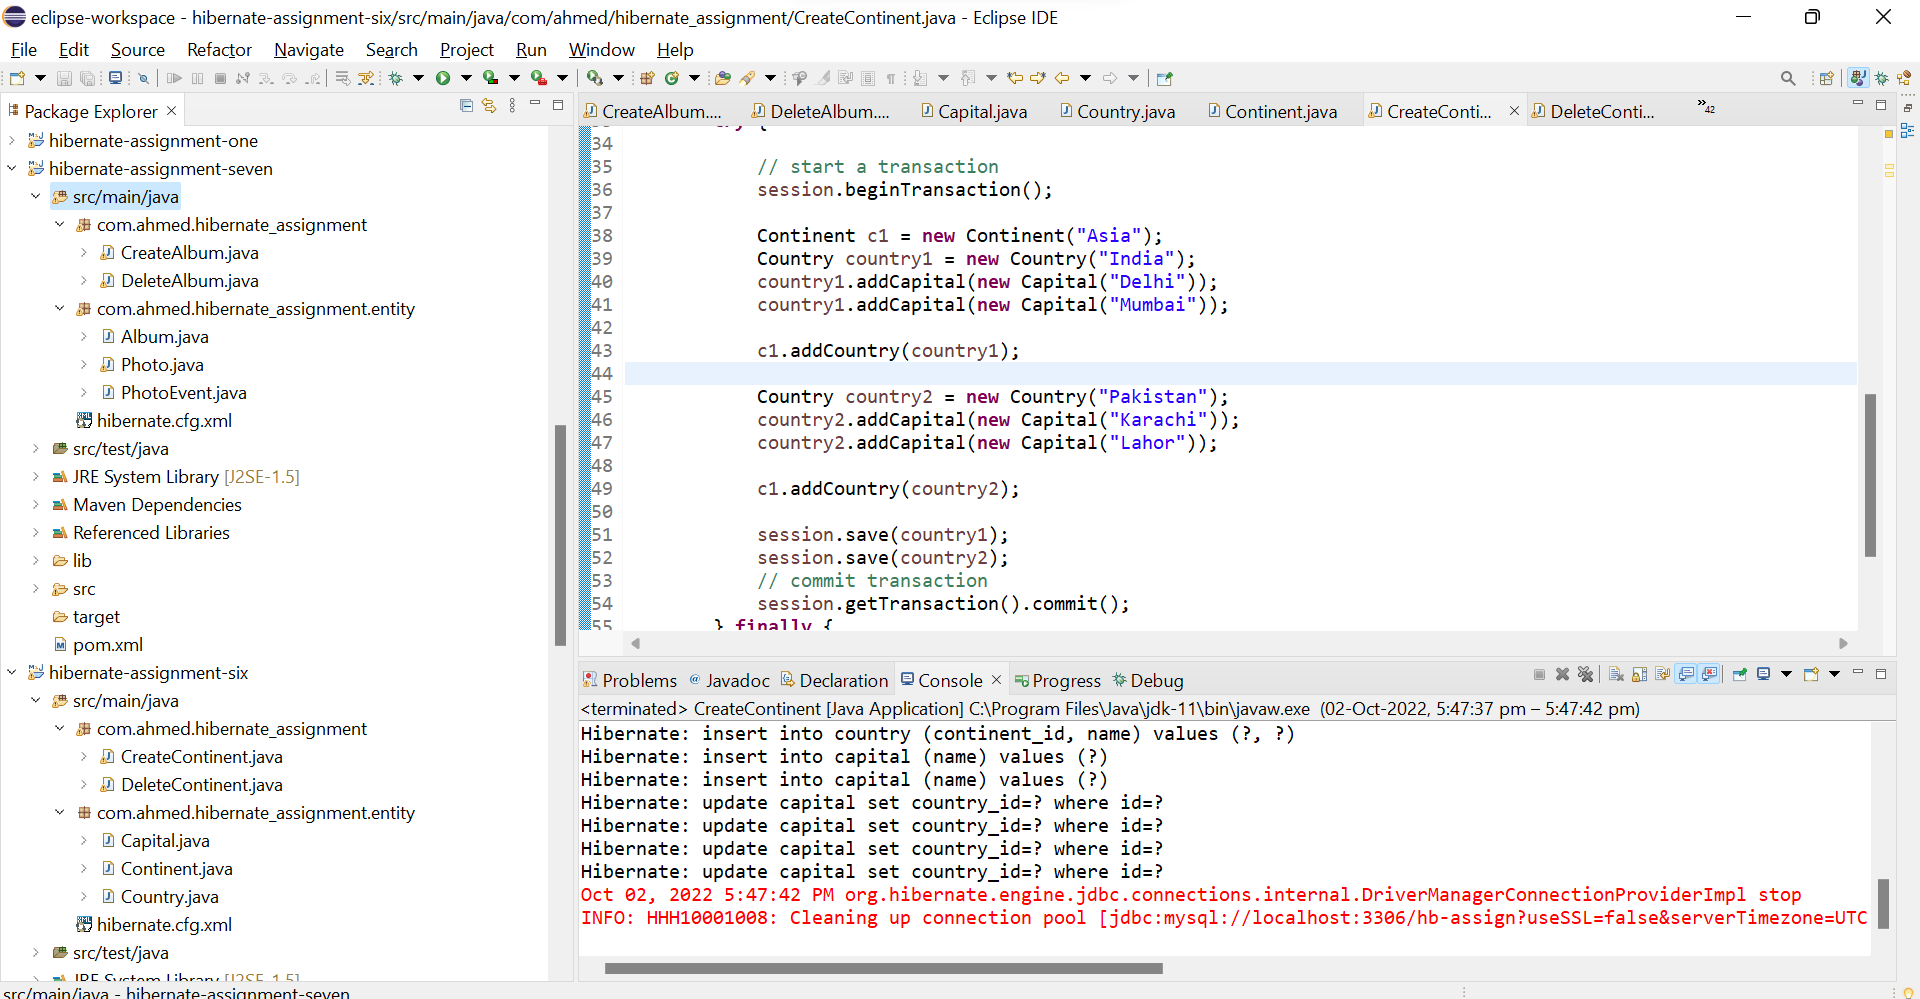 eclipse-workspace - hibernate-assignment-six/src/main/java/com/ahmed/hibernate_assignment/CreateContinent.java - Eclipse IDE
File Edit Source Refactor Navigate Search Project Run Window Help
Package Explorer
hibernate-assignment-one
hibernate-assignment-seven
src/main/java
com.ahmed.hibernate_assignment
CreateAlbum.java
DeleteAlbum.java
com.ahmed.hibernate_assignment.entity
Album.java
Photo.java
PhotoEvent.java
hibernate.cfg.xml
src/test/java
JRE System Library [J2SE-1.5]
Maven Dependencies
Referenced Libraries
lib
src
target
pom.xml
hibernate-assignment-six
src/main/java
com.ahmed.hibernate_assignment
CreateContinent.java
DeleteContinent.java
com.ahmed.hibernate_assignment.entity
Capital.java
Continent.java
Country.java
hibernate.cfg.xml
src/test/java
JRE System Library [J2SE-1.5]
src/main/java - hibernate-assignment-seven
CreateAlbum.... DeleteAlbum.... Capital.java Country.java Continent.java CreateConti... DeleteConti... »42
try {
34
35 // start a transaction
36 session.beginTransaction();
37
38 Continent c1 = new Continent("Asia");
39 Country country1 = new Country("India");
40 country1.addCapital(new Capital("Delhi"));
41 country1.addCapital(new Capital("Mumbai"));
42
43 c1.addCountry(country1);
44
45 Country country2 = new Country("Pakistan");
46 country2.addCapital(new Capital("Karachi"));
47 country2.addCapital(new Capital("Lahor"));
48
49 c1.addCountry(country2);
50
51 session.save(country1);
52 session.save(country2);
53 // commit transaction
54 session.getTransaction().commit();
55 } finally {
Problems Javadoc Declaration Console Progress Debug
<terminated> CreateContinent [Java Application] C:\Program Files\Java\jdk-11\bin\javaw.exe (02-Oct-2022, 5:47:37 pm – 5:47:42 pm)
Hibernate: insert into country (continent_id, name) values (?, ?)
Hibernate: insert into capital (name) values (?)
Hibernate: insert into capital (name) values (?)
Hibernate: update capital set country_id=? where id=?
Hibernate: update capital set country_id=? where id=?
Hibernate: update capital set country_id=? where id=?
Hibernate: update capital set country_id=? where id=?
Oct 02, 2022 5:47:42 PM org.hibernate.engine.jdbc.connections.internal.DriverManagerConnectionProviderImpl stop
INFO: HHH10001008: Cleaning up connection pool [jdbc:mysql://localhost:3306/hb-assign?useSSL=false&serverTimezone=UTC